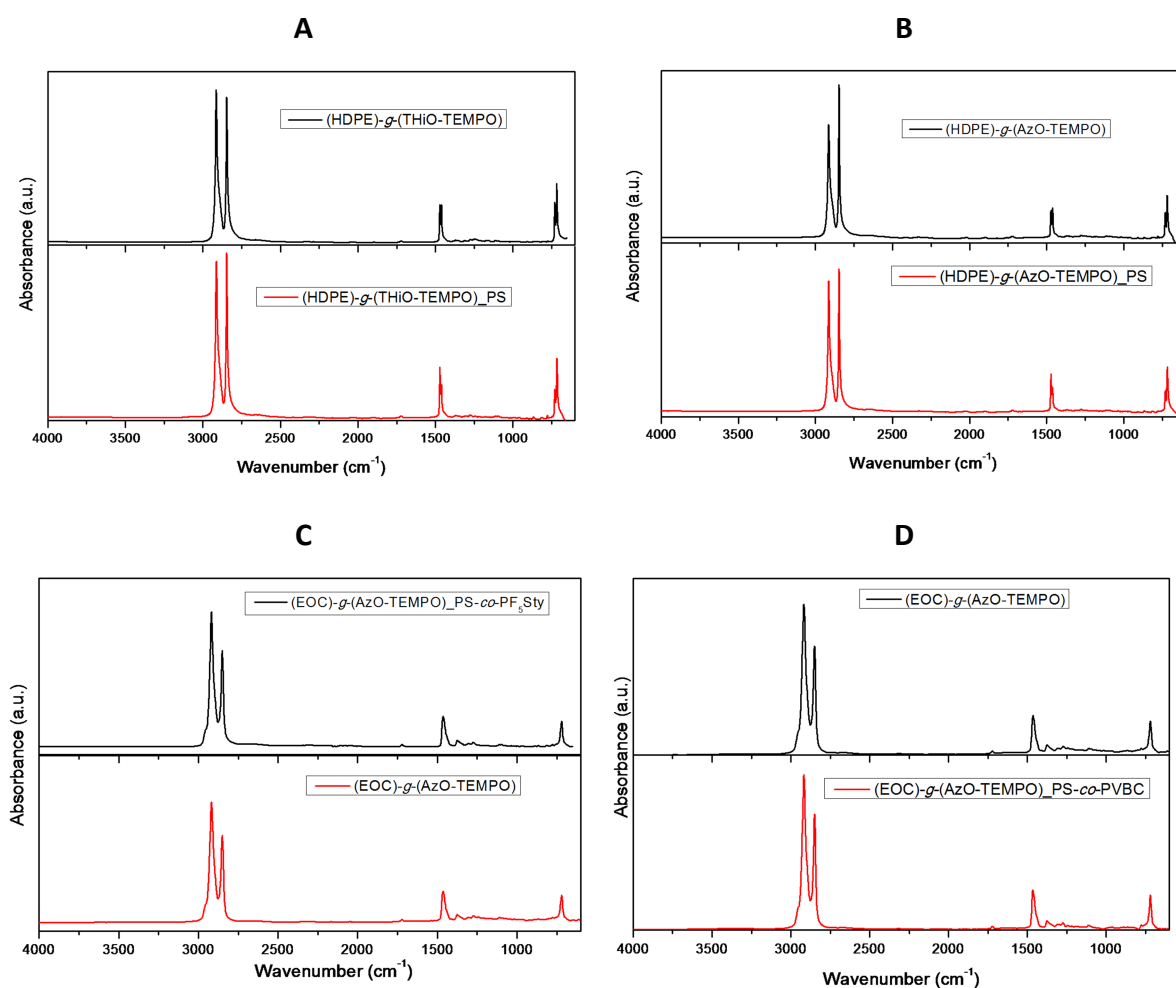 A
B
(HDPE)-g-(THiO-TEMPO)
(HDPE)-g-(THiO-TEMPO)_PS
Absorbance (a.u.)
4000 3500 3000 2500 2000 1500 1000
Wavenumber (cm⁻¹)
(HDPE)-g-(AzO-TEMPO)
(HDPE)-g-(AzO-TEMPO)_PS
Absorbance (a.u.)
4000 3500 3000 2500 2000 1500 1000
Wavenumber (cm⁻¹)
C
D
(EOC)-g-(AzO-TEMPO)_PS-co-PF₅Sty
(EOC)-g-(AzO-TEMPO)
Absorbance (a.u.)
4000 3500 3000 2500 2000 1500 1000
Wavenumber (cm⁻¹)
(EOC)-g-(AzO-TEMPO)
(EOC)-g-(AzO-TEMPO)_PS-co-PVBC
Absorbance (a.u.)
4000 3500 3000 2500 2000 1500 1000
Wavenumber (cm⁻¹)